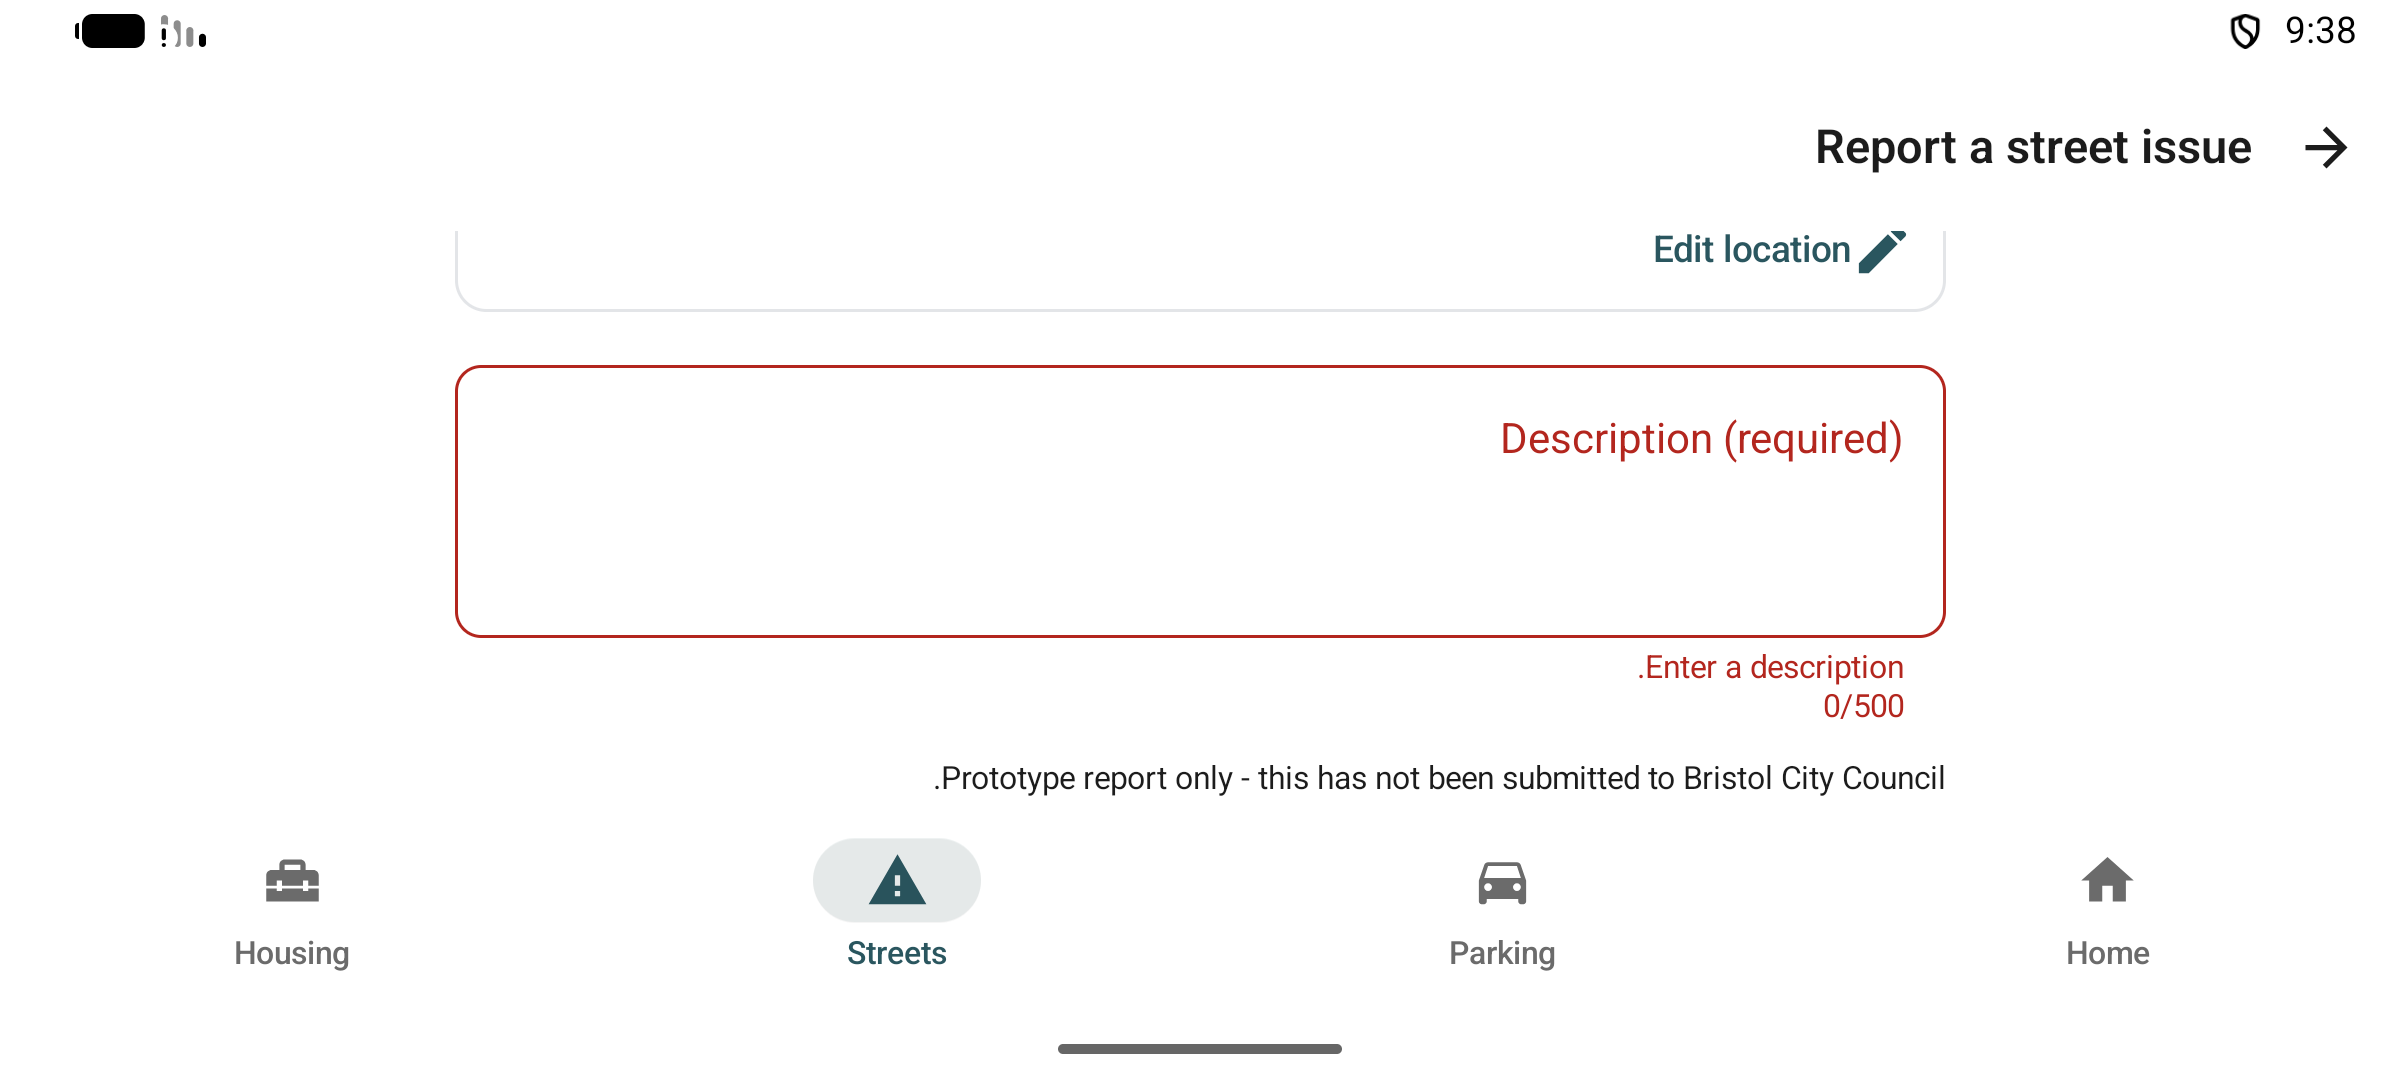 9:38
Report a street issue
Edit location
Description (required)
.Enter a description
0/500
.Prototype report only - this has not been submitted to Bristol City Council
Home
Parking
Streets
Housing